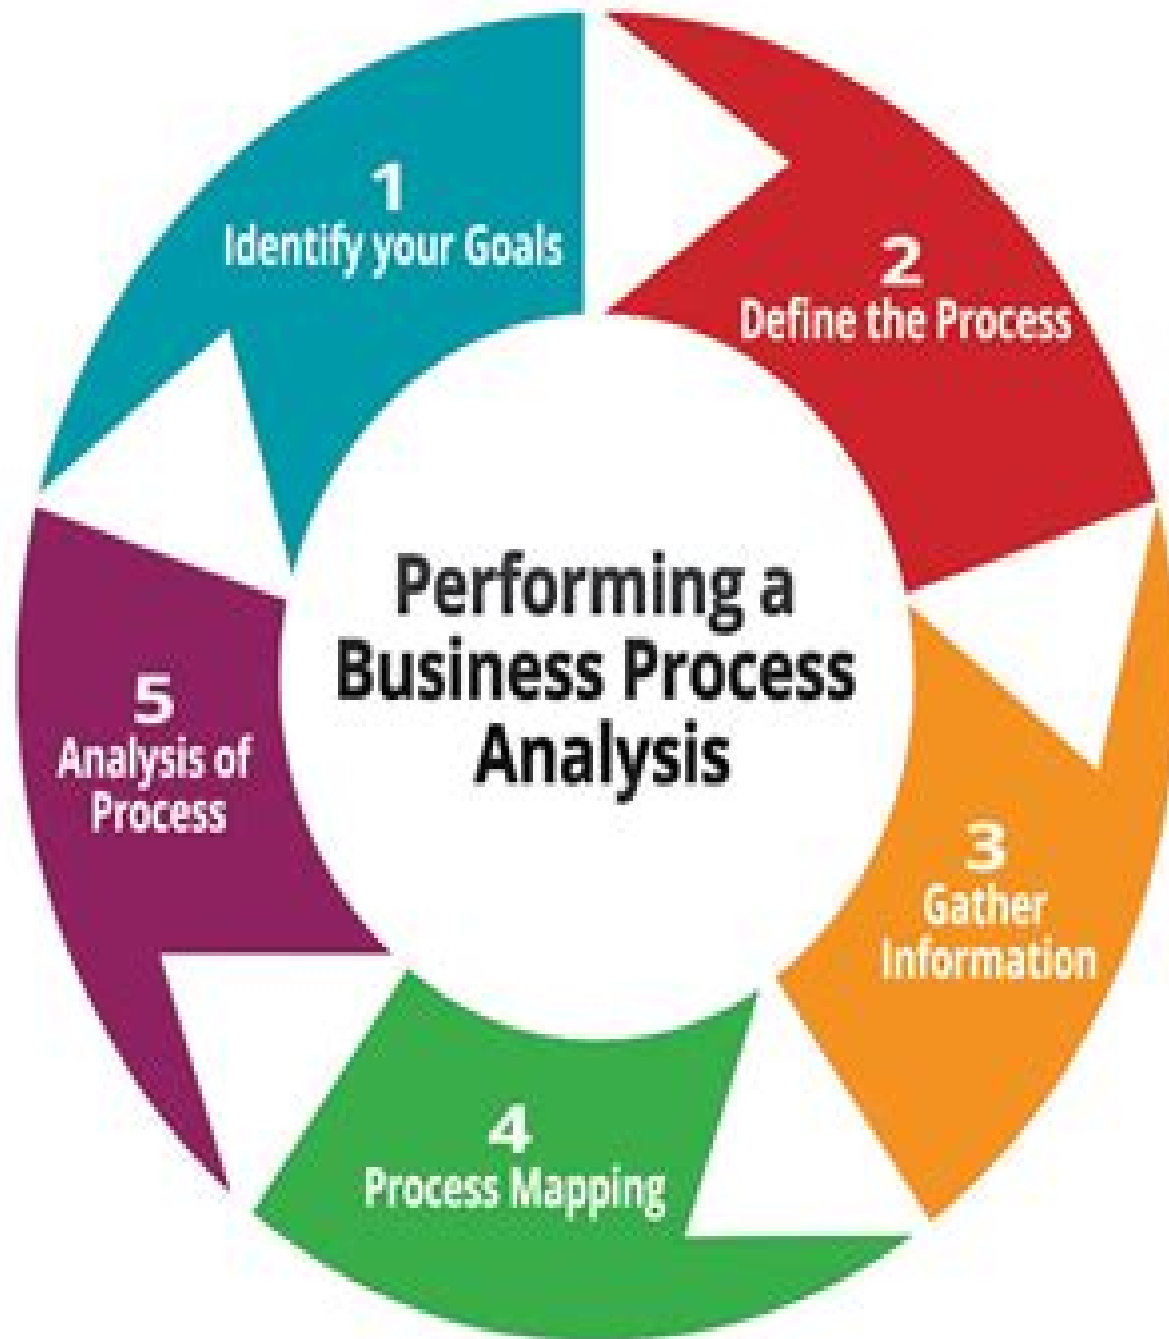 Performing a
Business Process
Analysis
1
Identify your Goals
2
Define the Process
3
Gather
Information
4
Process Mapping
5
Analysis of
Process